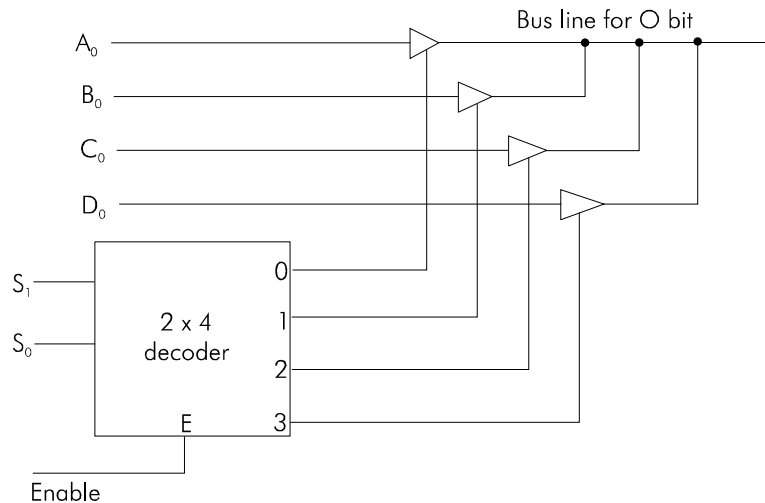 Bus line for O bit
A₀
B₀
C₀
D₀
S₁
S₀
2 x 4
decoder
0
1
2
3
E
Enable